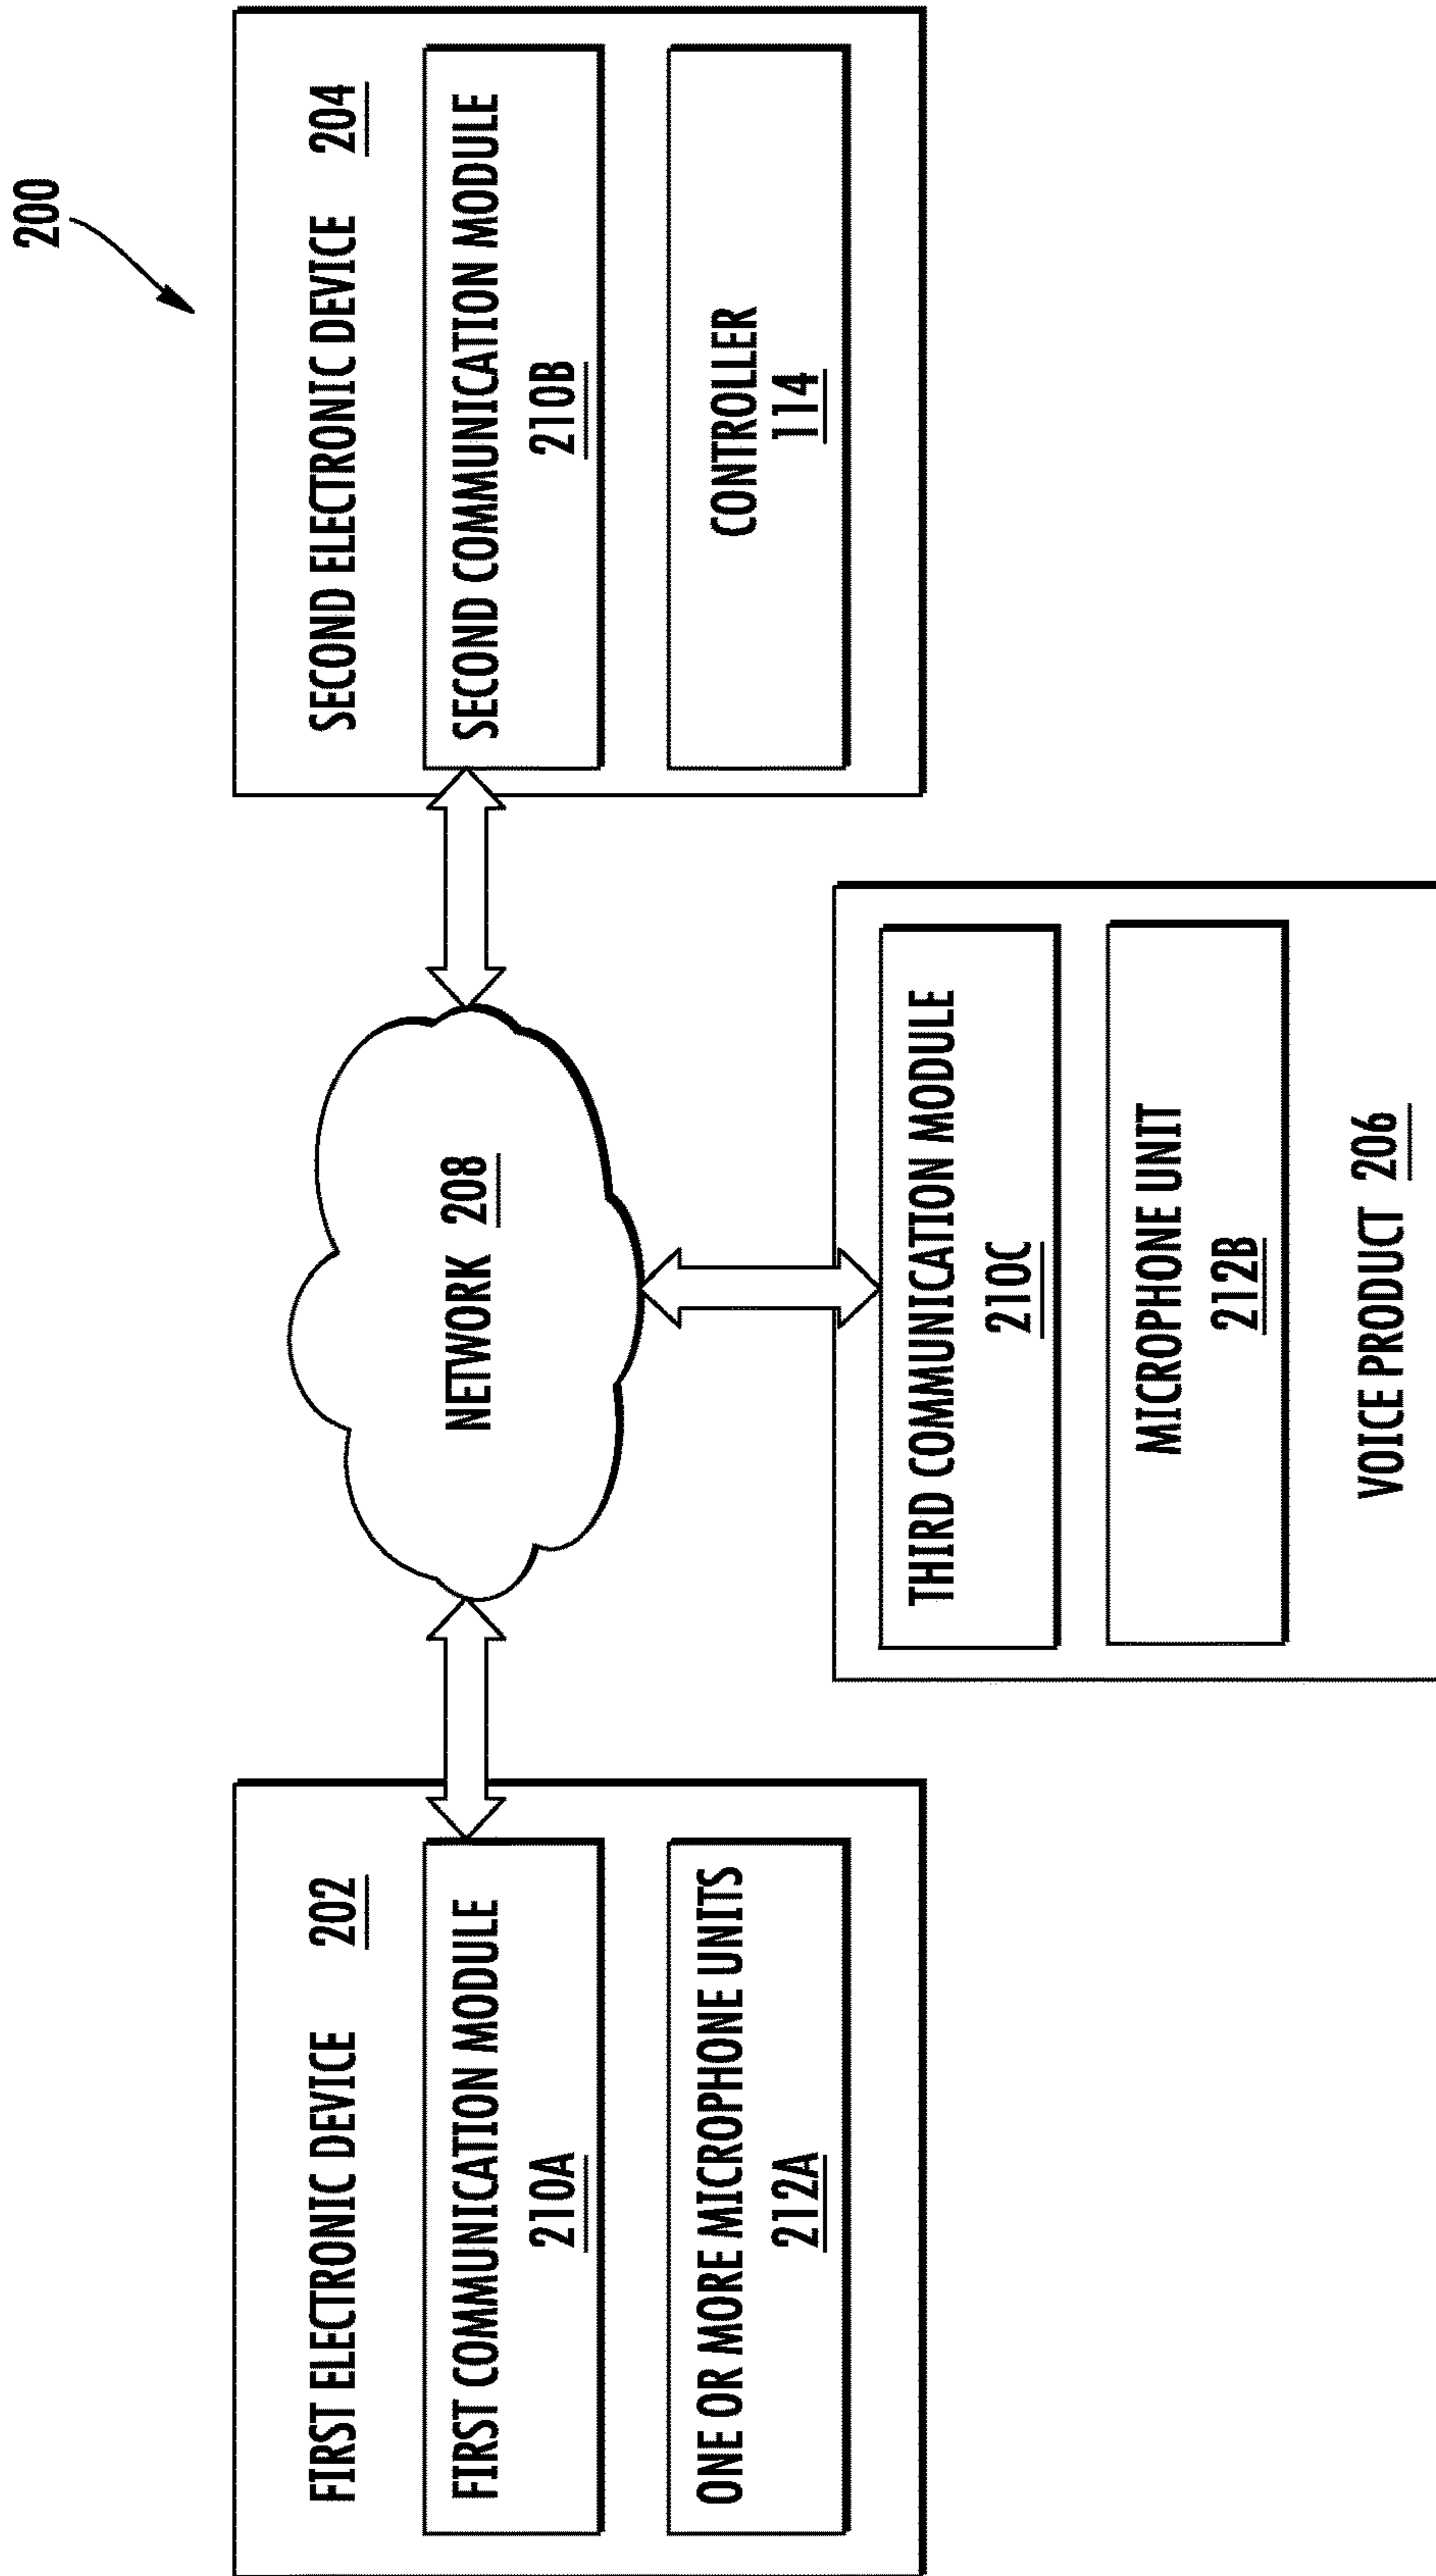 200
FIRST ELECTRONIC DEVICE 202
FIRST COMMUNICATION MODULE
210A
ONE OR MORE MICROPHONE UNITS
212A
NETWORK 208
SECOND ELECTRONIC DEVICE 204
SECOND COMMUNICATION MODULE
210B
CONTROLLER
114
THIRD COMMUNICATION MODULE
210C
MICROPHONE UNIT
212B
VOICE PRODUCT 206